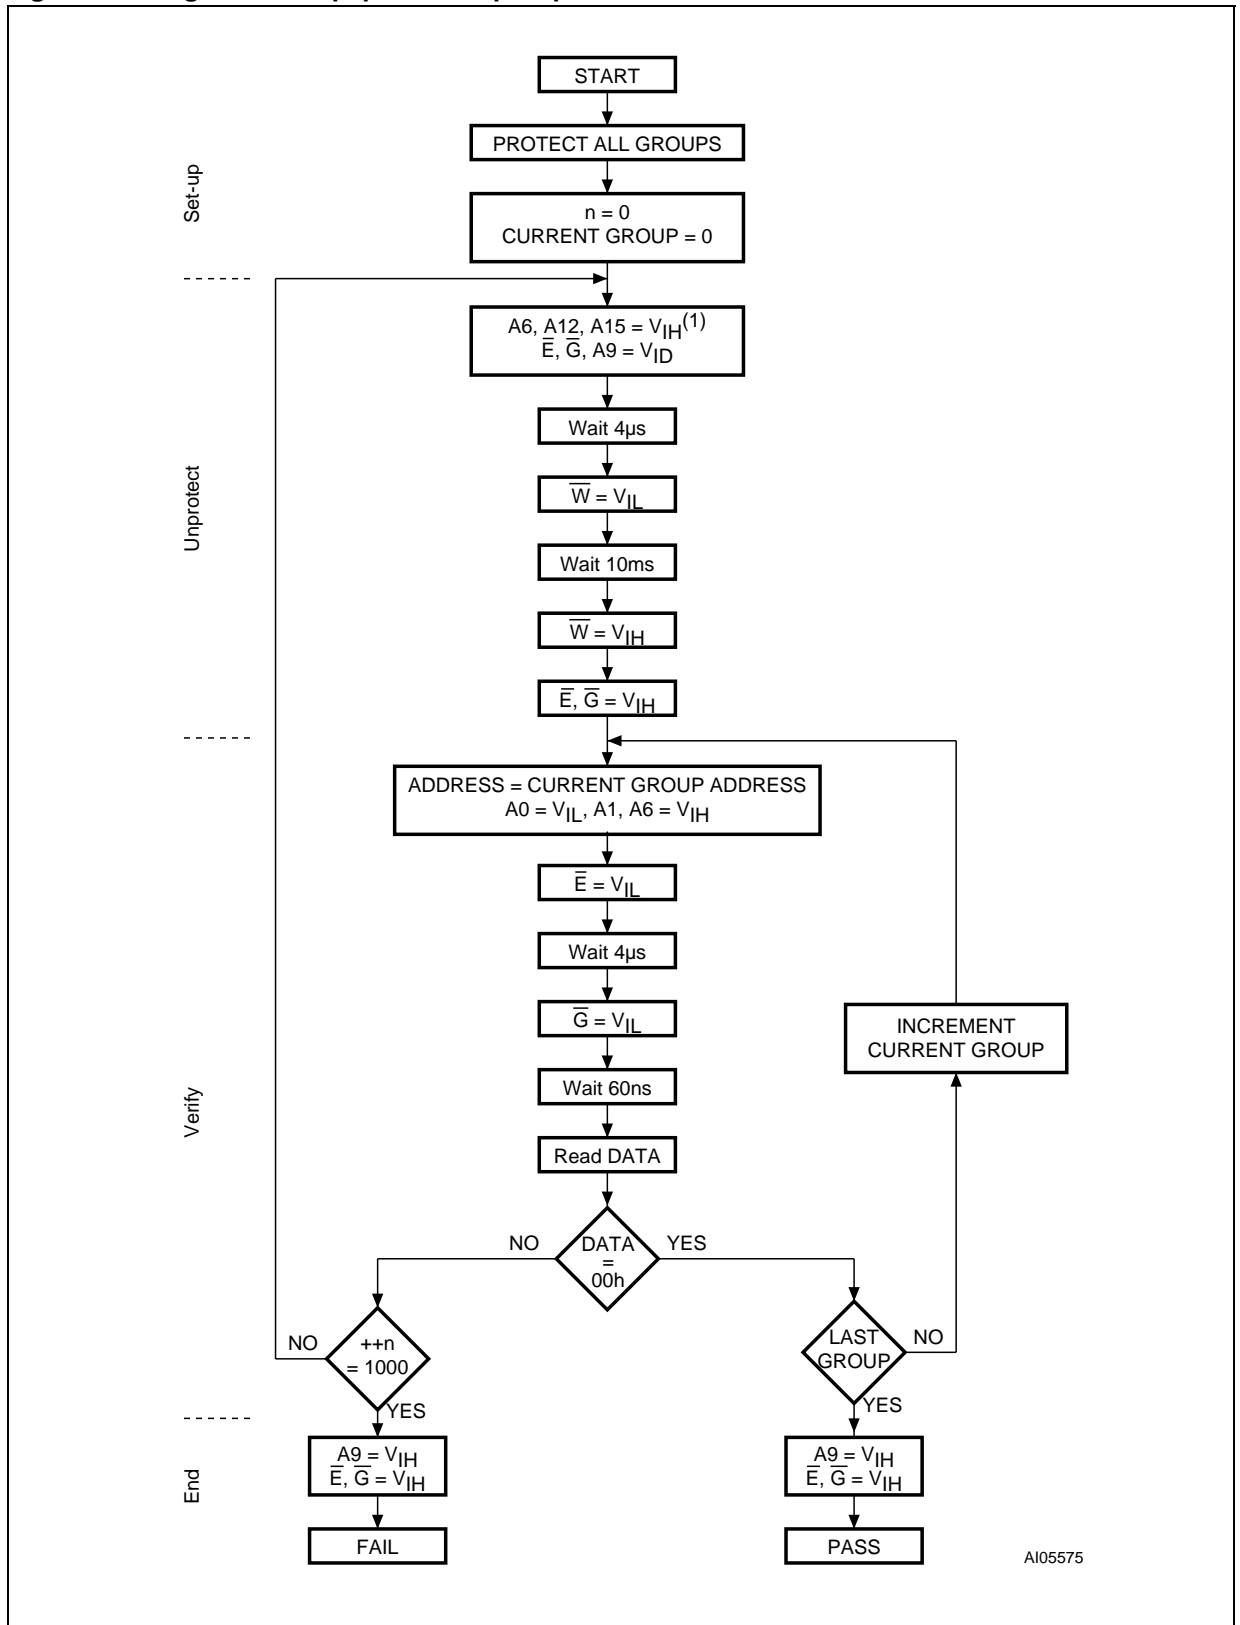 START
PROTECT ALL GROUPS
Set-up
n = 0
CURRENT GROUP = 0
A6, A12, A15 = VIH(1)
E̅, G̅, A9 = VID
Wait 4µs
W̅ = VIL
Unprotect
Wait 10ms
W̅ = VIH
E̅, G̅ = VIH
ADDRESS = CURRENT GROUP ADDRESS
A0 = VIL, A1, A6 = VIH
E̅ = VIL
Wait 4µs
G̅ = VIL
INCREMENT
CURRENT GROUP
Wait 60ns
Verify
Read DATA
NO
DATA
=
00h
YES
NO
++n
= 1000
LAST
GROUP
NO
YES
YES
A9 = VIH
E̅, G̅ = VIH
A9 = VIH
E̅, G̅ = VIH
End
FAIL
PASS
AI05575